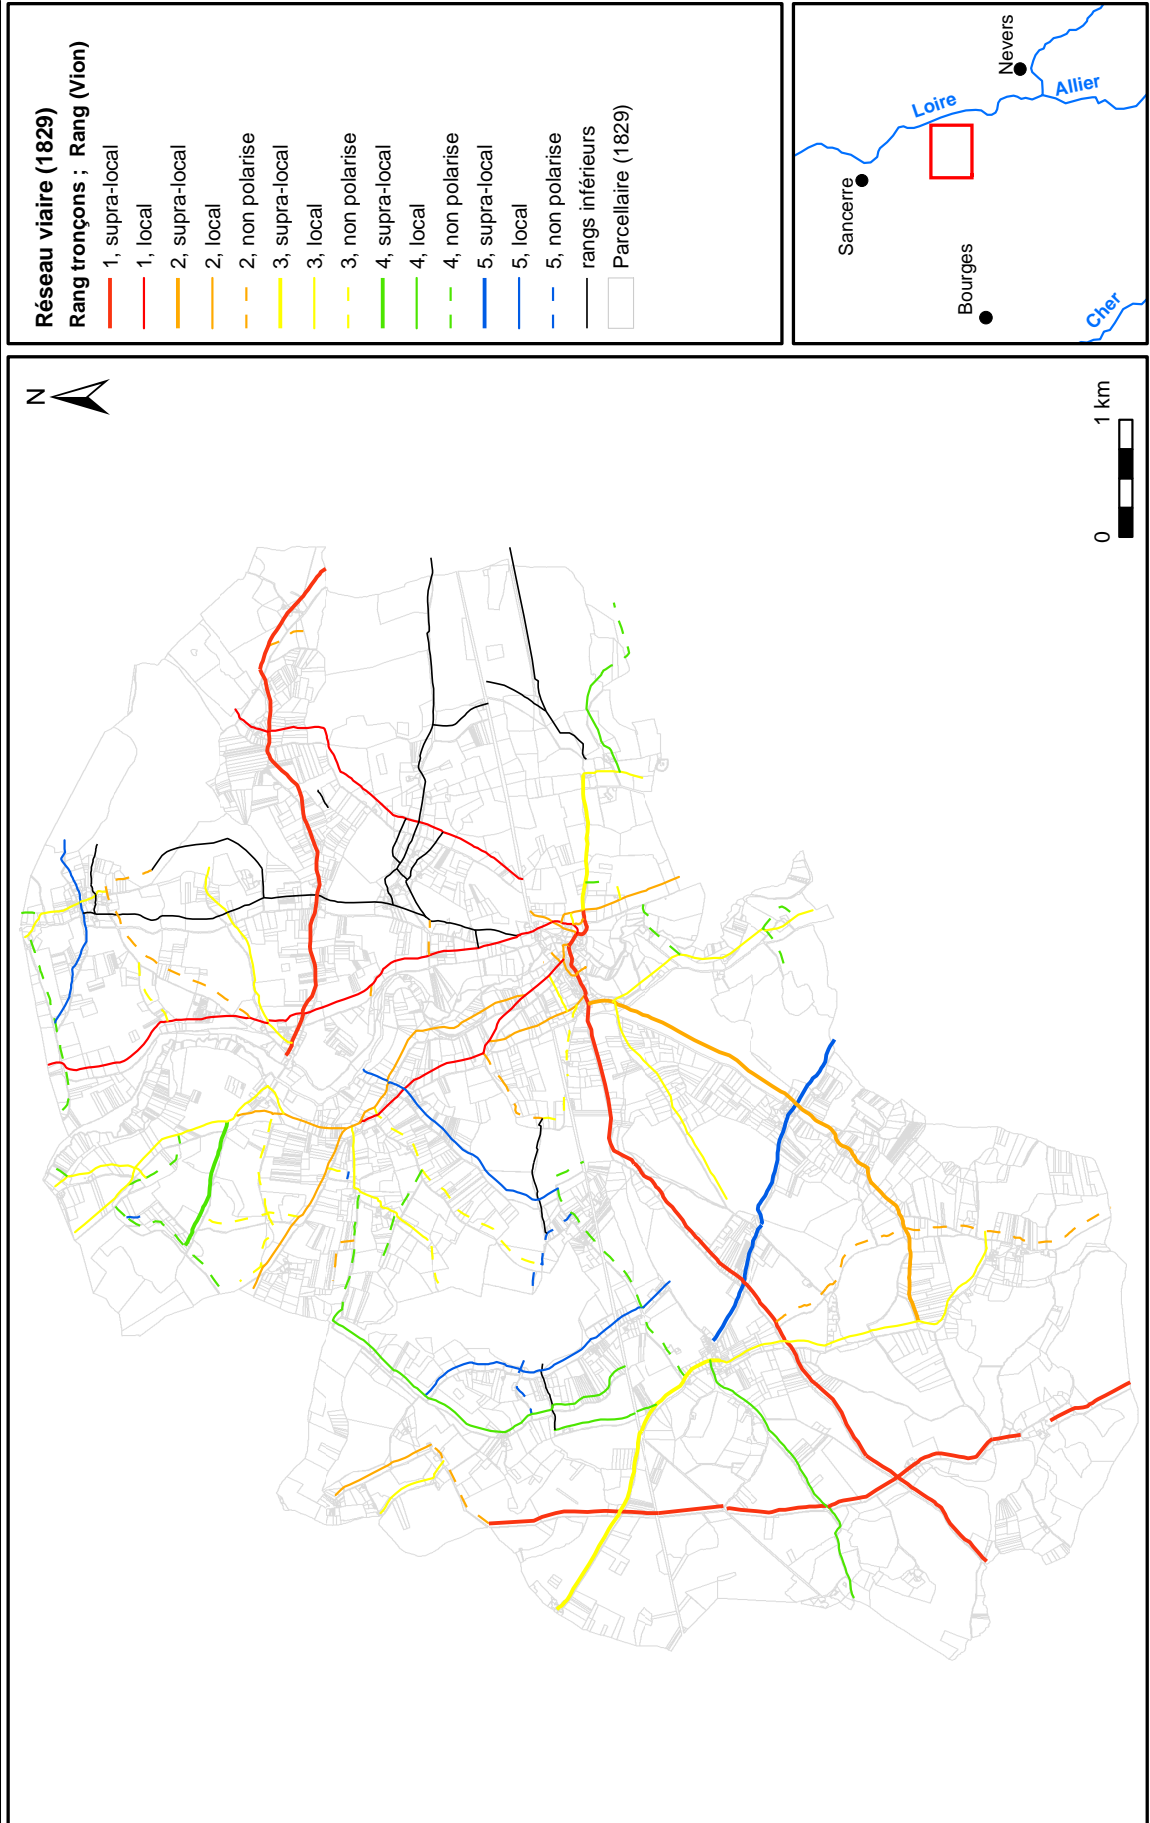 Réseau viaire (1829)
Rang tronçons ; Rang (Vion)
1, supra-local
1, local
2, supra-local
2, local
2, non polarise
3, supra-local
3, local
3, non polarise
4, supra-local
4, local
4, non polarise
5, supra-local
5, local
5, non polarise
rangs inférieurs
Parcellaire (1829)
Sancerre
Loire
Nevers
Allier
Bourges
Cher
N
0 1 km